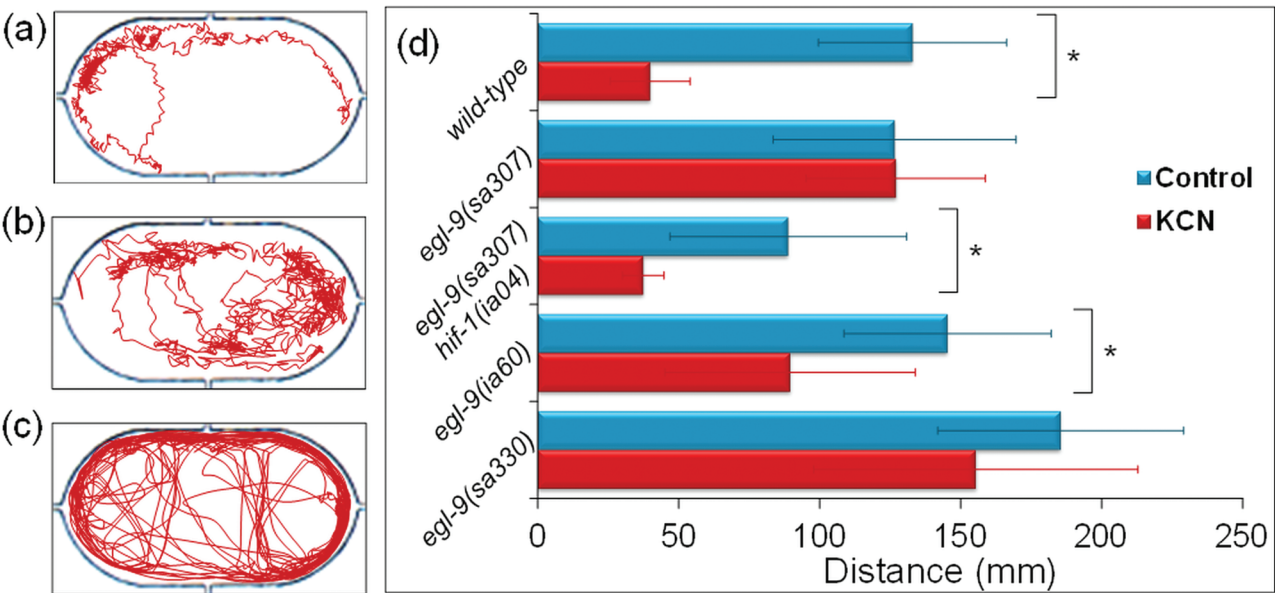 (a)
(b)
(c)
(d)
wild-type
*
egl-9(sa307)
egl-9(sa307)
hif-1(ia04)
*
egl-9(ia60)
*
egl-9(sa330)
Control
KCN
0 50 100 150 200 250
Distance (mm)